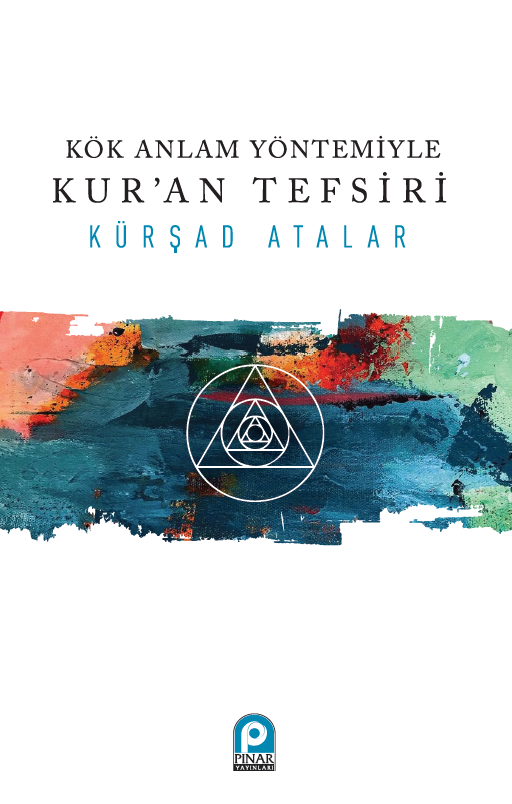 KÖK ANLAM YÖNTEMİYLE
KUR’AN TEFSİRİ
KÜRŞAD ATALAR
PINAR
YAYINLARI